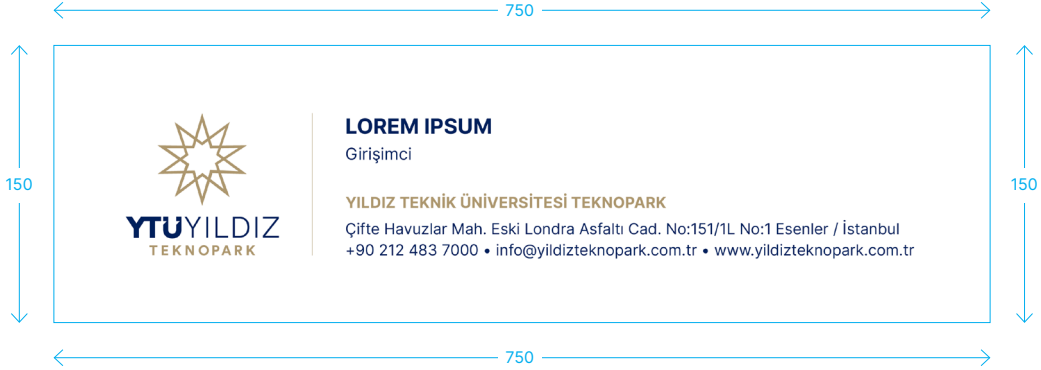 750
150
150
LOREM IPSUM
Girişimci
YTÜYILDIZ
TEKNOPARK
YILDIZ TEKNİK ÜNİVERSİTESİ TEKNOPARK
Çifte Havuzlar Mah. Eski Londra Asfaltı Cad. No:151/1L No:1 Esenler / İstanbul
+90 212 483 7000 • info@yildizteknopark.com.tr • www.yildizteknopark.com.tr
750